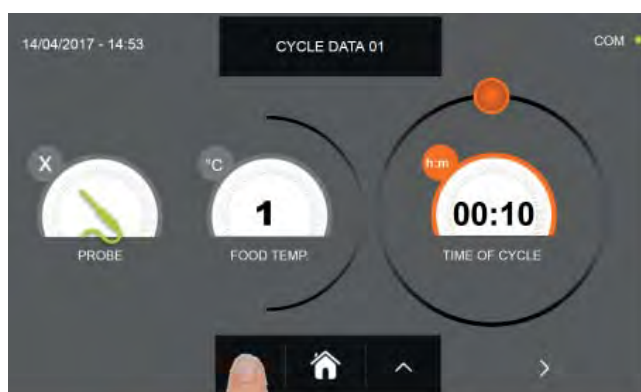 14/04/2017 - 14:53
CYCLE DATA 01
COM
X
PROBE
°C
1
FOOD TEMP.
h:m
00:10
TIME OF CYCLE